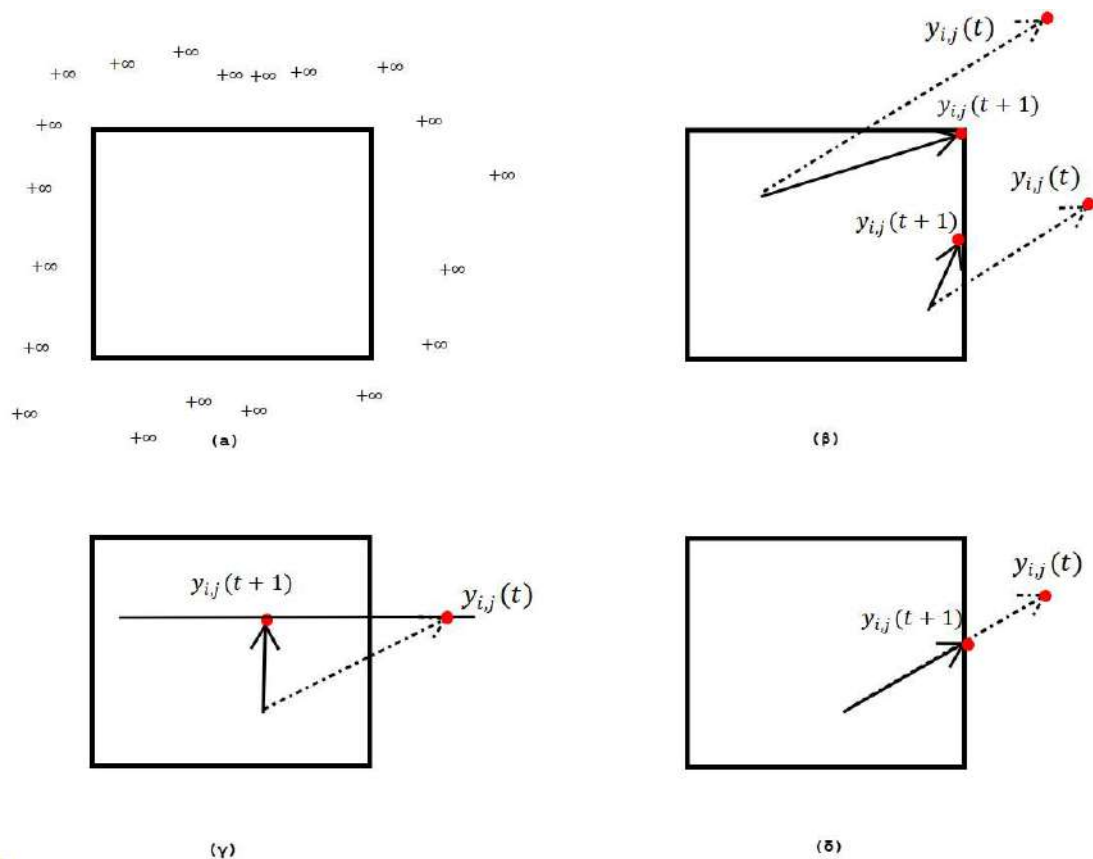 +∞ +∞ +∞ +∞ +∞ +∞ +∞
+∞ +∞
+∞ +∞
+∞ +∞
+∞ +∞
+∞ +∞ +∞ +∞ +∞
(α)
y_{i,j}(t)
y_{i,j}(t+1)
y_{i,j}(t)
y_{i,j}(t+1)
(β)
y_{i,j}(t+1)
y_{i,j}(t)
(γ)
y_{i,j}(t)
y_{i,j}(t+1)
(δ)